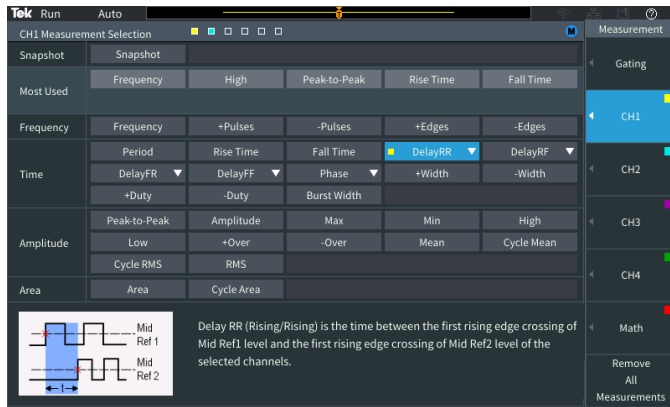 Tek Run Auto
T
?
CH1 Measurement Selection M Measurement
Snapshot Snapshot
Gating
Most Used Frequency High Peak-to-Peak Rise Time Fall Time
CH1
Frequency Frequency +Pulses -Pulses +Edges -Edges
Time Period Rise Time Fall Time DelayRR DelayRF
DelayFR DelayFF Phase +Width -Width
+Duty -Duty Burst Width
CH2
Amplitude Peak-to-Peak Amplitude Max Min High
Low +Over -Over Mean Cycle Mean
Cycle RMS RMS
CH3
CH4
Area Area Cycle Area
Mid
Ref 1
Mid
Ref 2
t
Delay RR (Rising/Rising) is the time between the first rising edge crossing of
Mid Ref1 level and the first rising edge crossing of Mid Ref2 level of the
selected channels.
Math
Remove
All
Measurements